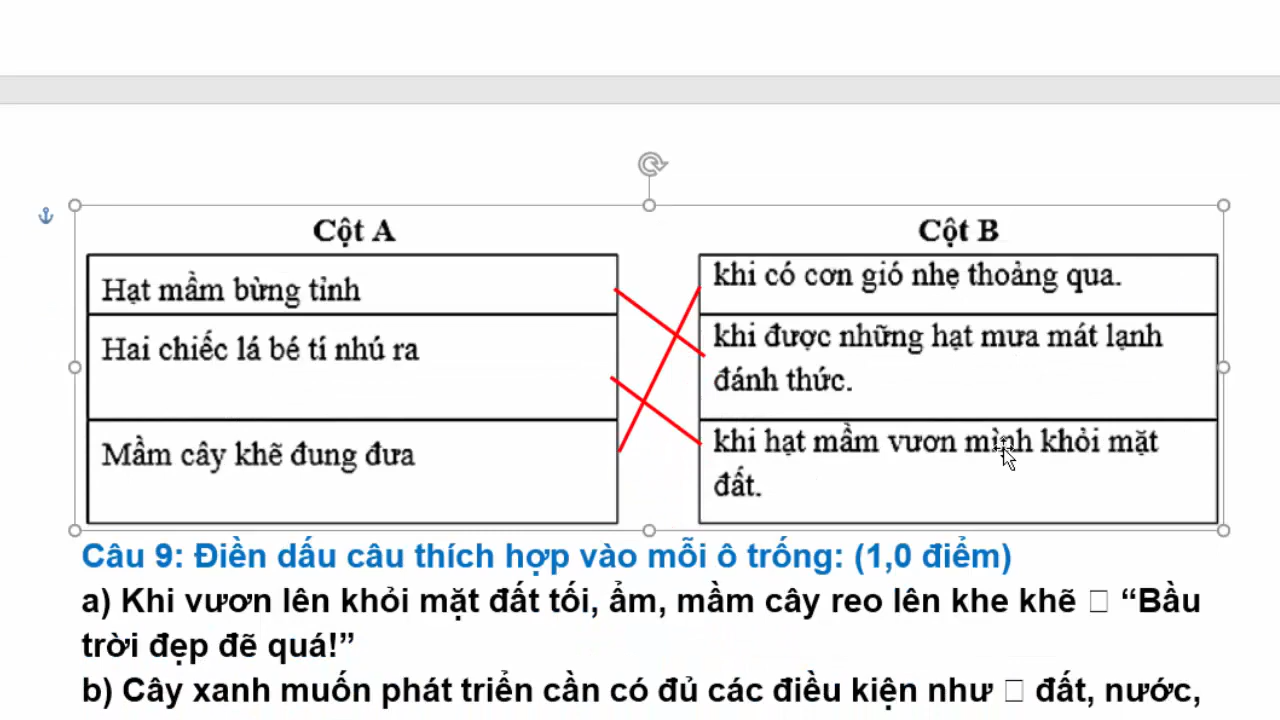 Cột A
Cột B
Hạt mầm bừng tỉnh
khi có cơn gió nhẹ thoảng qua.
Hai chiếc lá bé tí nhú ra
khi được những hạt mưa mát lạnh
đánh thức.
Mầm cây khẽ đung đưa
khi hạt mầm vươn mình khỏi mặt
đất.
Câu 9: Điền dấu câu thích hợp vào mỗi ô trống: (1,0 điểm)
a) Khi vươn lên khỏi mặt đất tối, ẩm, mầm cây reo lên khe khẽ □ “Bầu
trời đẹp đẽ quá!”
b) Cây xanh muốn phát triển cần có đủ các điều kiện như □ đất, nước,